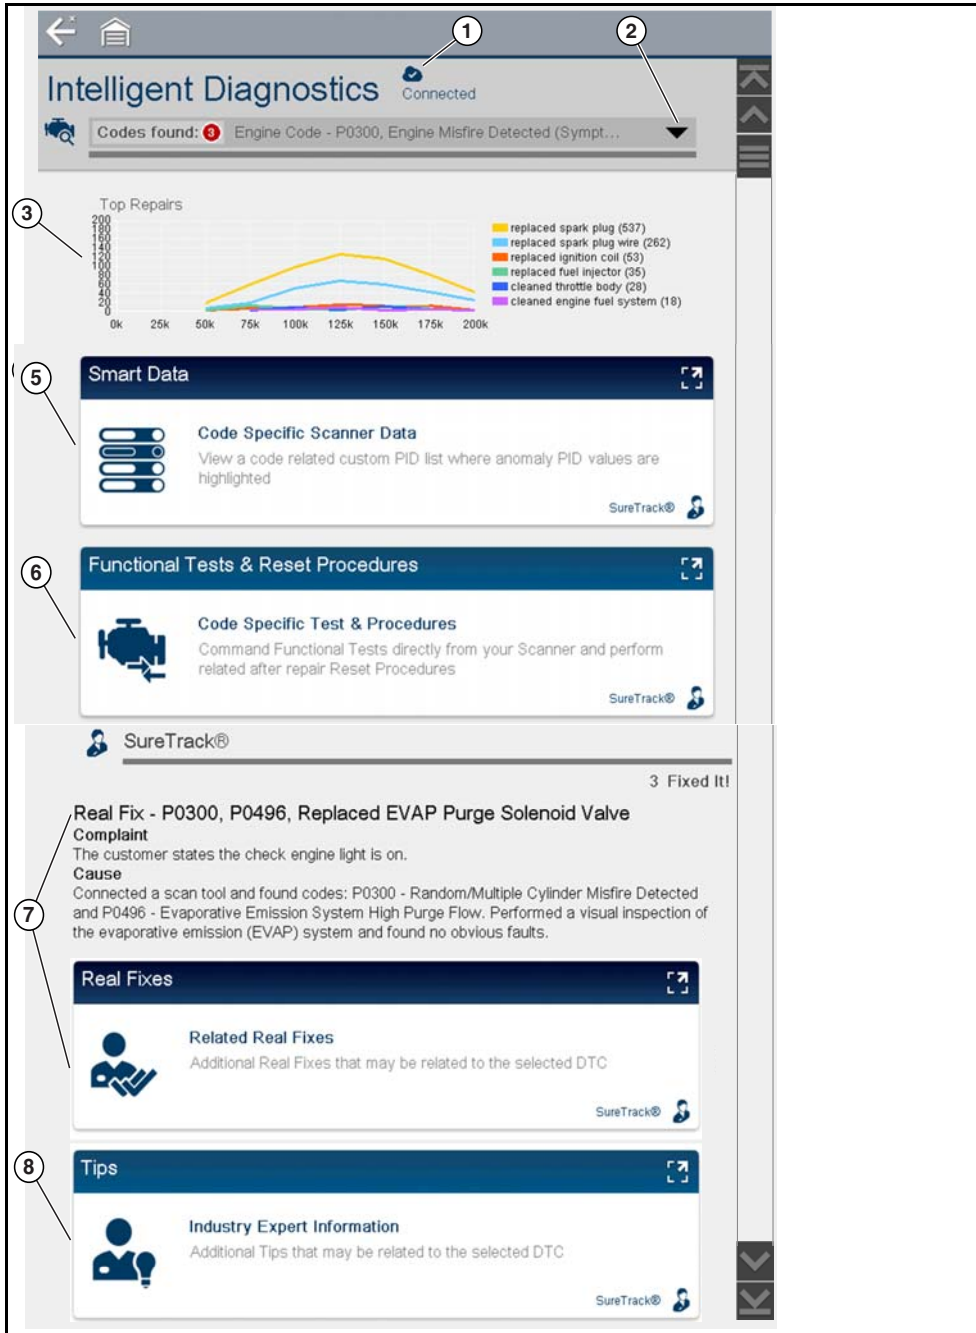 1
2
Intelligent Diagnostics
Connected
Codes found: 3 Engine Code - P0300, Engine Misfire Detected (Sympt...
3
Top Repairs
200
180
160
140
120
100
80
60
40
20
0
0k 25k 50k 75k 100k 125k 150k 175k 200k
replaced spark plug (537)
replaced spark plug wire (262)
replaced ignition coil (53)
replaced fuel injector (35)
cleaned throttle body (28)
cleaned engine fuel system (18)
5
Smart Data
Code Specific Scanner Data
View a code related custom PID list where anomaly PID values are
highlighted
SureTrack®
6
Functional Tests & Reset Procedures
Code Specific Test & Procedures
Command Functional Tests directly from your Scanner and perform
related after repair Reset Procedures
SureTrack®
SureTrack®
3 Fixed It!
Real Fix - P0300, P0496, Replaced EVAP Purge Solenoid Valve
Complaint
The customer states the check engine light is on.
Cause
Connected a scan tool and found codes: P0300 - Random/Multiple Cylinder Misfire Detected
and P0496 - Evaporative Emission System High Purge Flow. Performed a visual inspection of
the evaporative emission (EVAP) system and found no obvious faults.
7
Real Fixes
Related Real Fixes
Additional Real Fixes that may be related to the selected DTC
SureTrack®
8
Tips
Industry Expert Information
Additional Tips that may be related to the selected DTC
SureTrack®